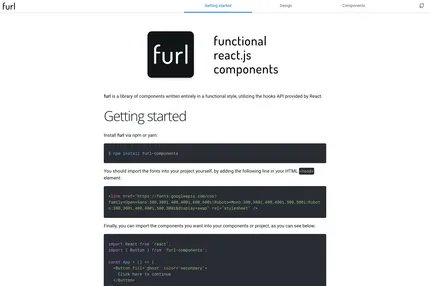 furl
Getting started
Design
Components
furl
functional
react.js
components
furl is a library of components written entirely in a functional style, utilizing the hooks API provided by React.
Getting started
Install furl via npm or yarn:
$ npm install furl-components
You should import the fonts into your project yourself, by adding the following line in your HTML <head>
element.
<link href="https://fonts.googleapis.com/css?
family=Open+Sans:300,300i,400,400i,600,600i|Roboto+Mono:300,300i,400,400i,500,500i|Robot
o:300,300i,400,400i,500,500i&display=swap" rel="stylesheet" />
Finally, you can import the components you want into your components or project, as you can see below:
import React from 'react';
import { Button } from 'furl-components';
const App = () => (
<Button fill='ghost' color='secondary'>
Click here to continue
</Button>